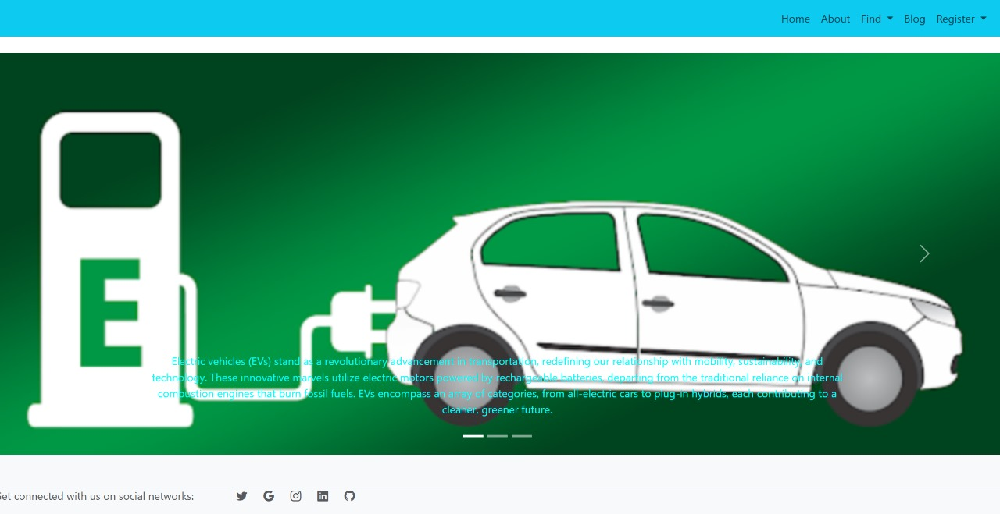 Home About Find Blog Register
E
Electric vehicles (EVs) stand as a revolutionary advancement in transportation, redefining our relationship with mobility, sustainability, and
technology. These innovative marvels utilize electric motors powered by rechargeable batteries, departing from the traditional reliance on internal
combustion engines that burn fossil fuels. EVs encompass an array of categories, from all-electric cars to plug-in hybrids, each contributing to a
cleaner, greener future.
Get connected with us on social networks: